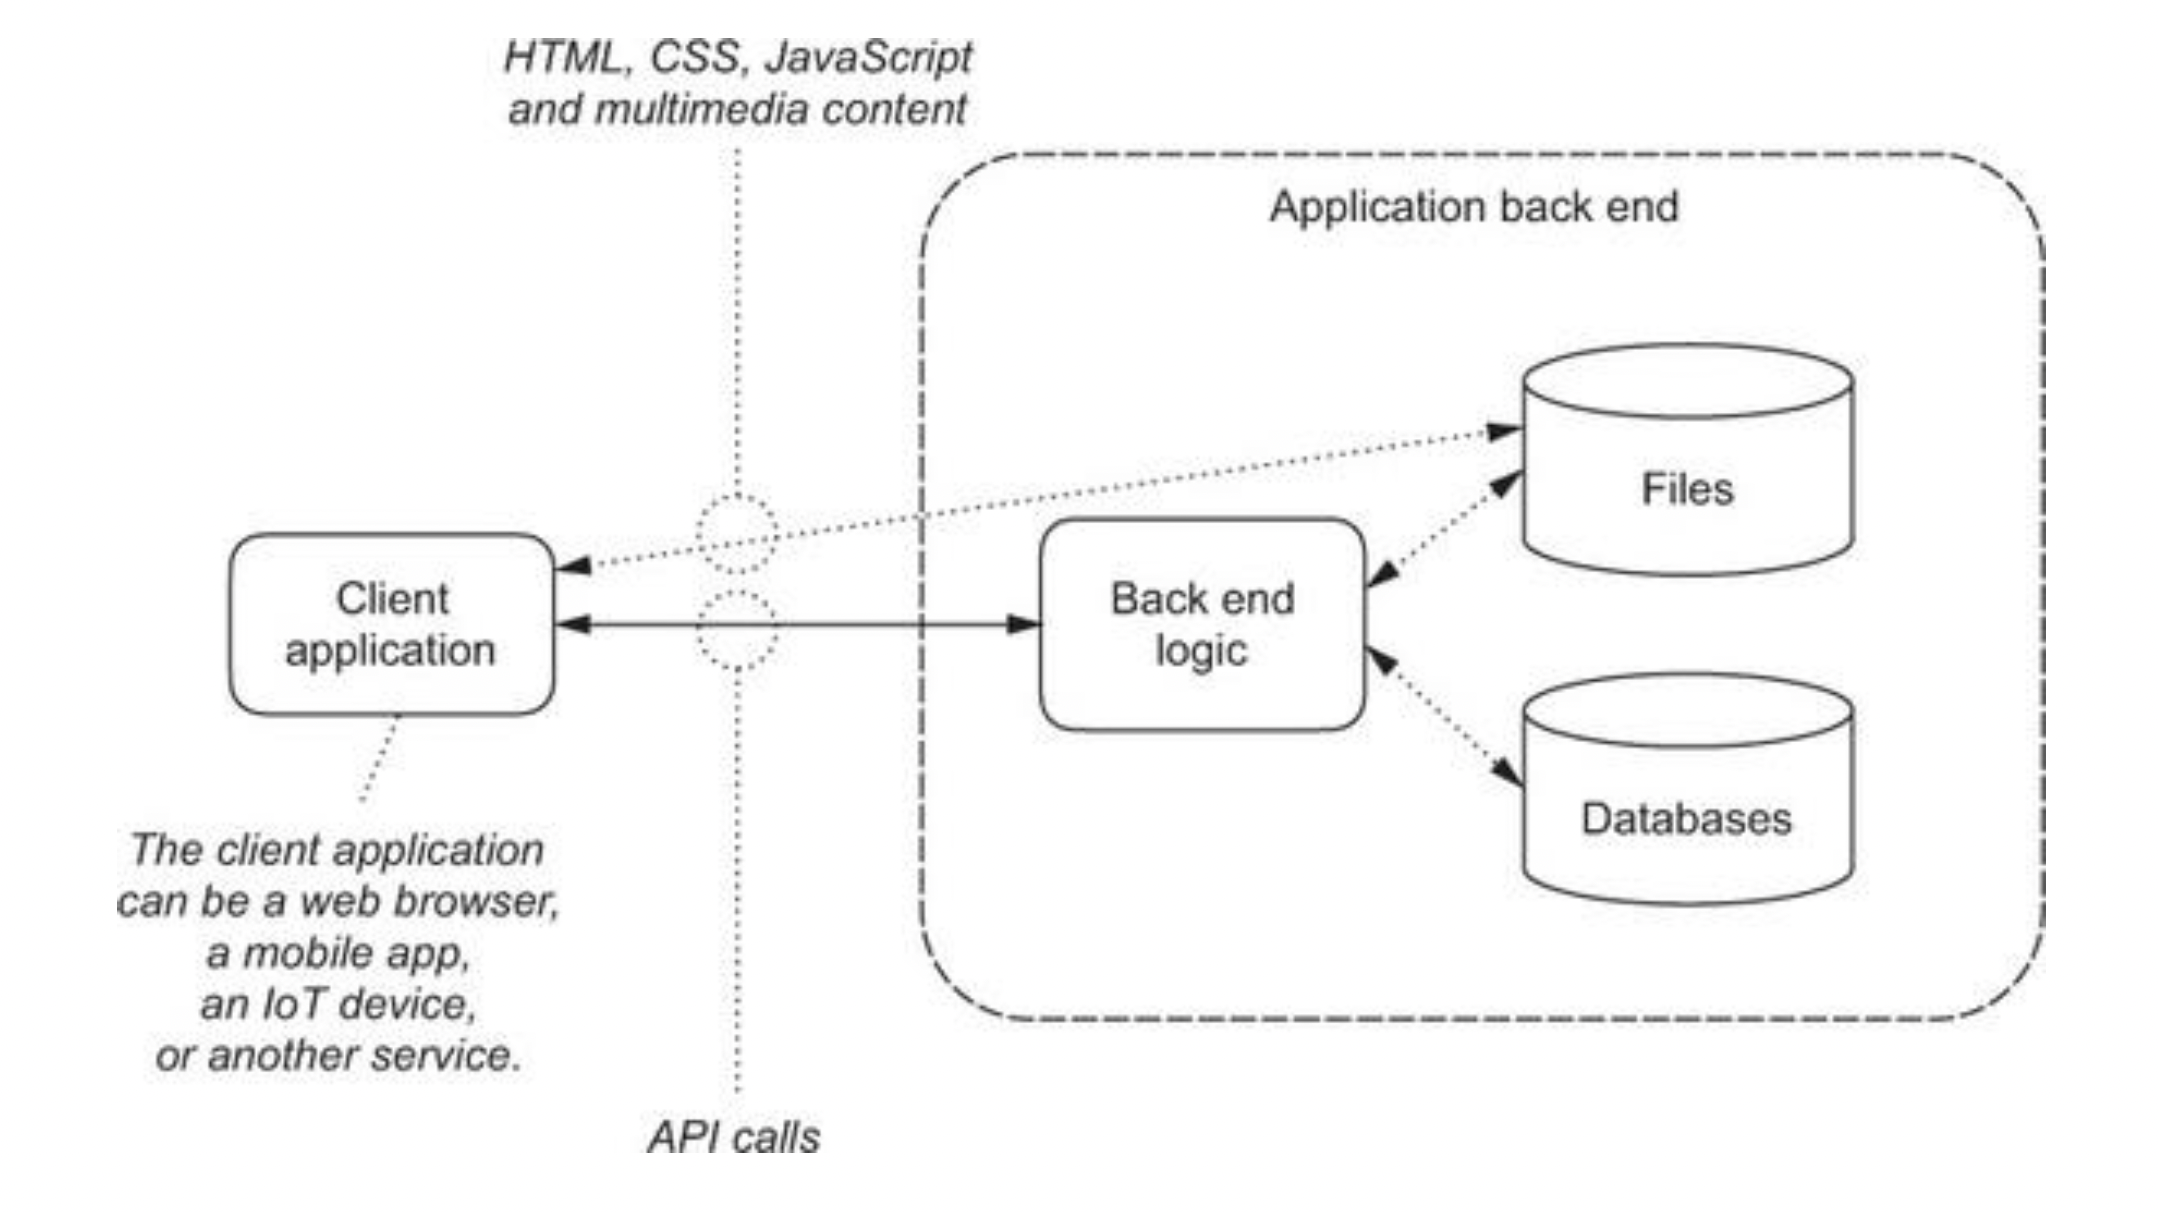 HTML, CSS, JavaScript
and multimedia content
Application back end
Files
Client
application
Back end
logic
Databases
The client application
can be a web browser,
a mobile app,
an IoT device,
or another service.
API calls